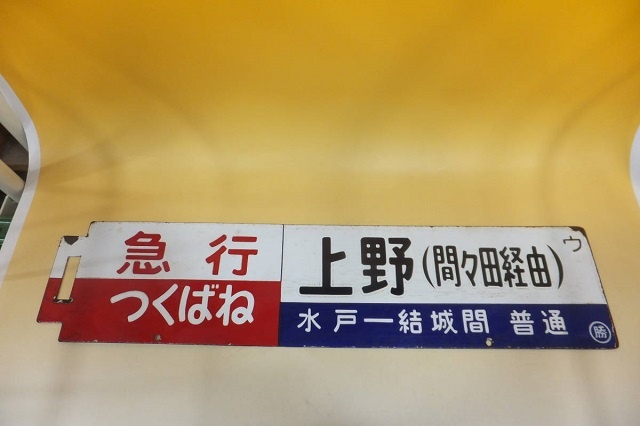 急行
つくばね
上野(間々田経由)
ウ
水戸ー結城間 普通
勝